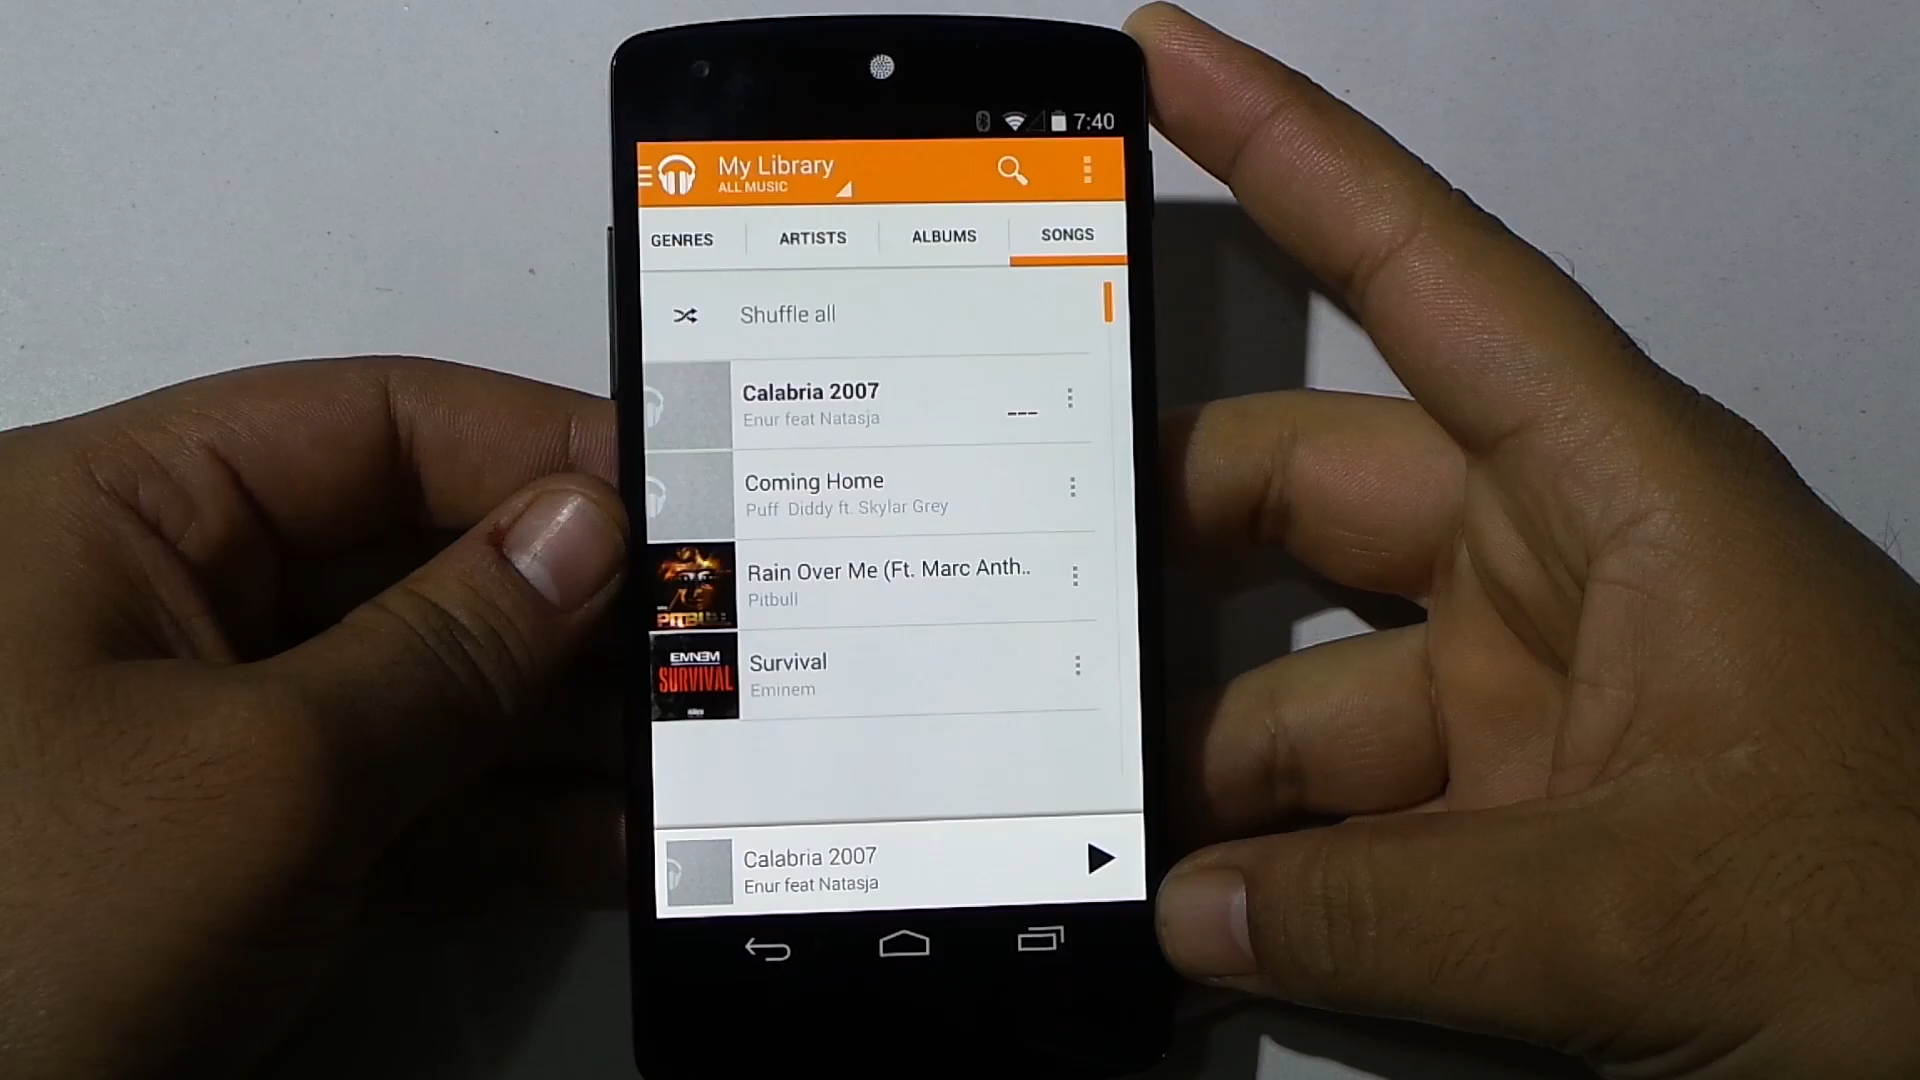 7:40
My Library
ALL MUSIC
GENRES ARTISTS ALBUMS SONGS
Shuffle all
Calabria 2007
Enur feat Natasja
Coming Home
Puff Diddy ft. Skylar Grey
Rain Over Me (Ft. Marc Anth..
Pitbull
PITBULL
Survival
Eminem
EMINEM
SURVIVAL
Calabria 2007
Enur feat Natasja